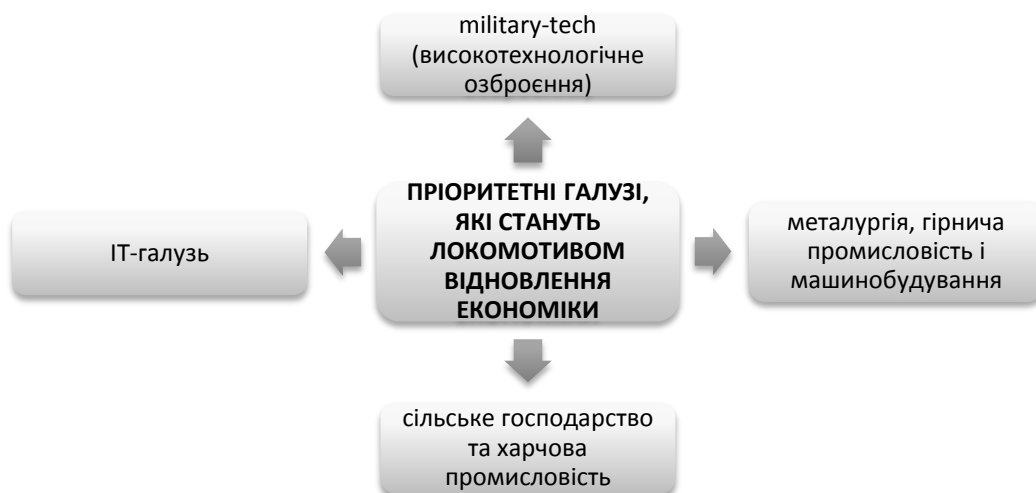 military-tech
(високотехнологічне
озброєння)
ПРІОРИТЕТНІ ГАЛУЗІ,
ЯКІ СТАНУТЬ
ЛОКОМОТИВОМ
ВІДНОВЛЕННЯ
ЕКОНОМІКИ
ІТ-галузь
металургія, гірнича
промисловість і
машинобудування
сільське господарство
та харчова
промисловість